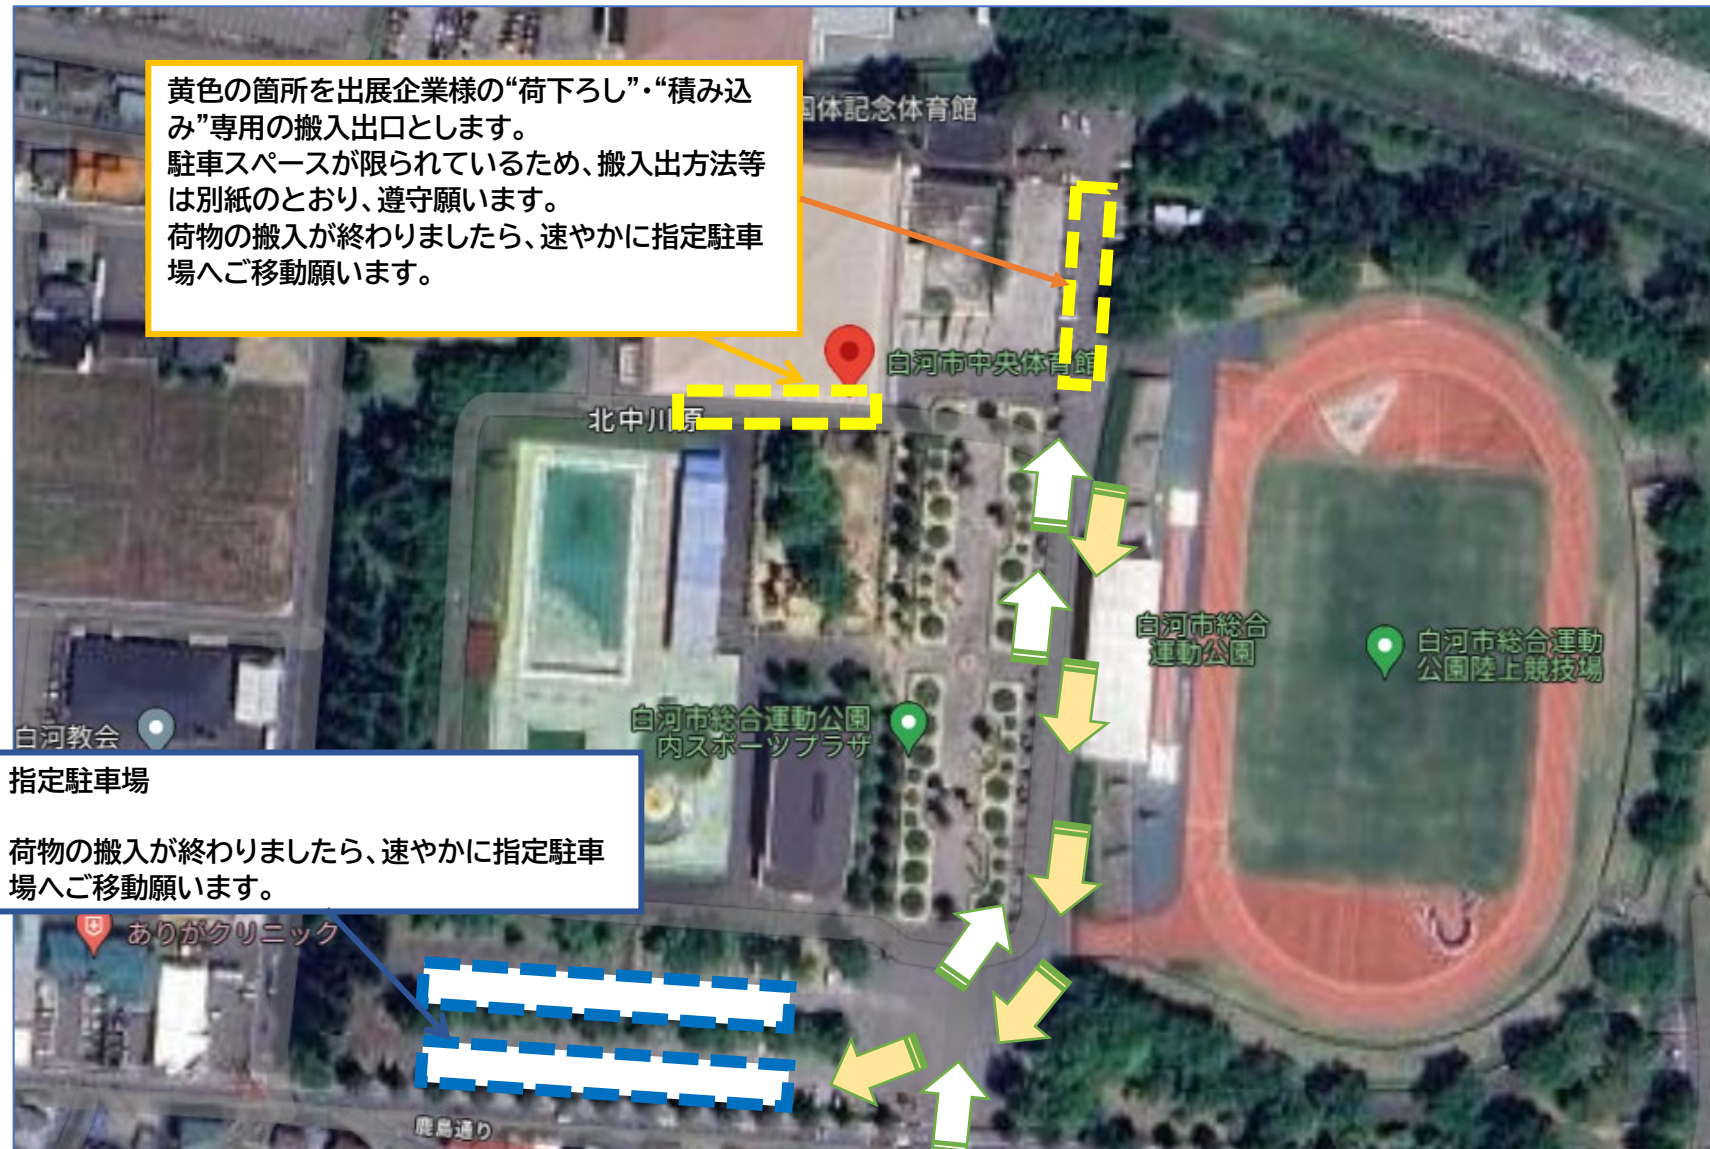 黄色の箇所を出展企業様の“荷下ろし”・“積み込
み”専用の搬入出口とします。
駐車スペースが限られているため、搬入出方法等
は別紙のとおり、遵守願います。
荷物の搬入が終わりましたら、速やかに指定駐車
場へご移動願います。
国体記念体育館
白河市中央体育館
北中川原
白河市総合
運動公園
白河市総合運動
公園陸上競技場
白河市総合運動公園
内スポーツプラザ
白河教会
指定駐車場
荷物の搬入が終わりましたら、速やかに指定駐車
場へご移動願います。
ありがクリニック
鹿島通り